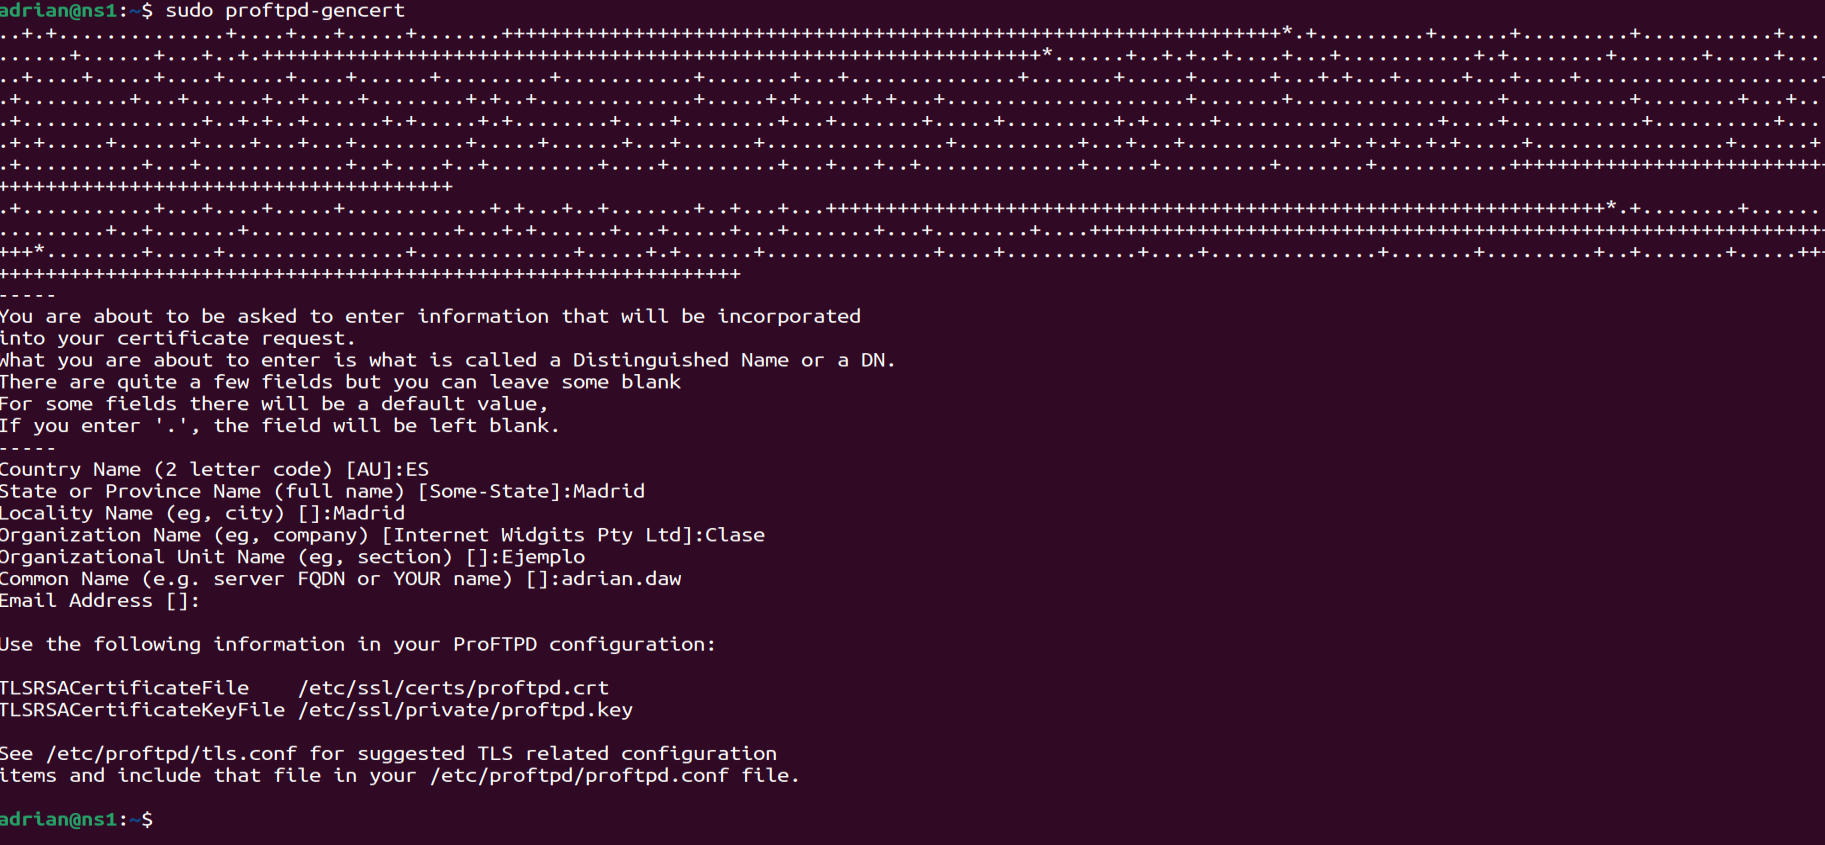 adrian@ns1:~$ sudo proftpd-gencert
-----
You are about to be asked to enter information that will be incorporated
into your certificate request.
What you are about to enter is what is called a Distinguished Name or a DN.
There are quite a few fields but you can leave some blank
For some fields there will be a default value,
If you enter '.', the field will be left blank.
-----
Country Name (2 letter code) [AU]:ES
State or Province Name (full name) [Some-State]:Madrid
Locality Name (eg, city) []:Madrid
Organization Name (eg, company) [Internet Widgits Pty Ltd]:Clase
Organizational Unit Name (eg, section) []:Ejemplo
Common Name (e.g. server FQDN or YOUR name) []:adrian.daw
Email Address []:
Use the following information in your ProFTPD configuration:
TLSRSACertificateFile    /etc/ssl/certs/proftpd.crt
TLSRSACertificateKeyFile /etc/ssl/private/proftpd.key
See /etc/proftpd/tls.conf for suggested TLS related configuration
items and include that file in your /etc/proftpd/proftpd.conf file.
adrian@ns1:~$